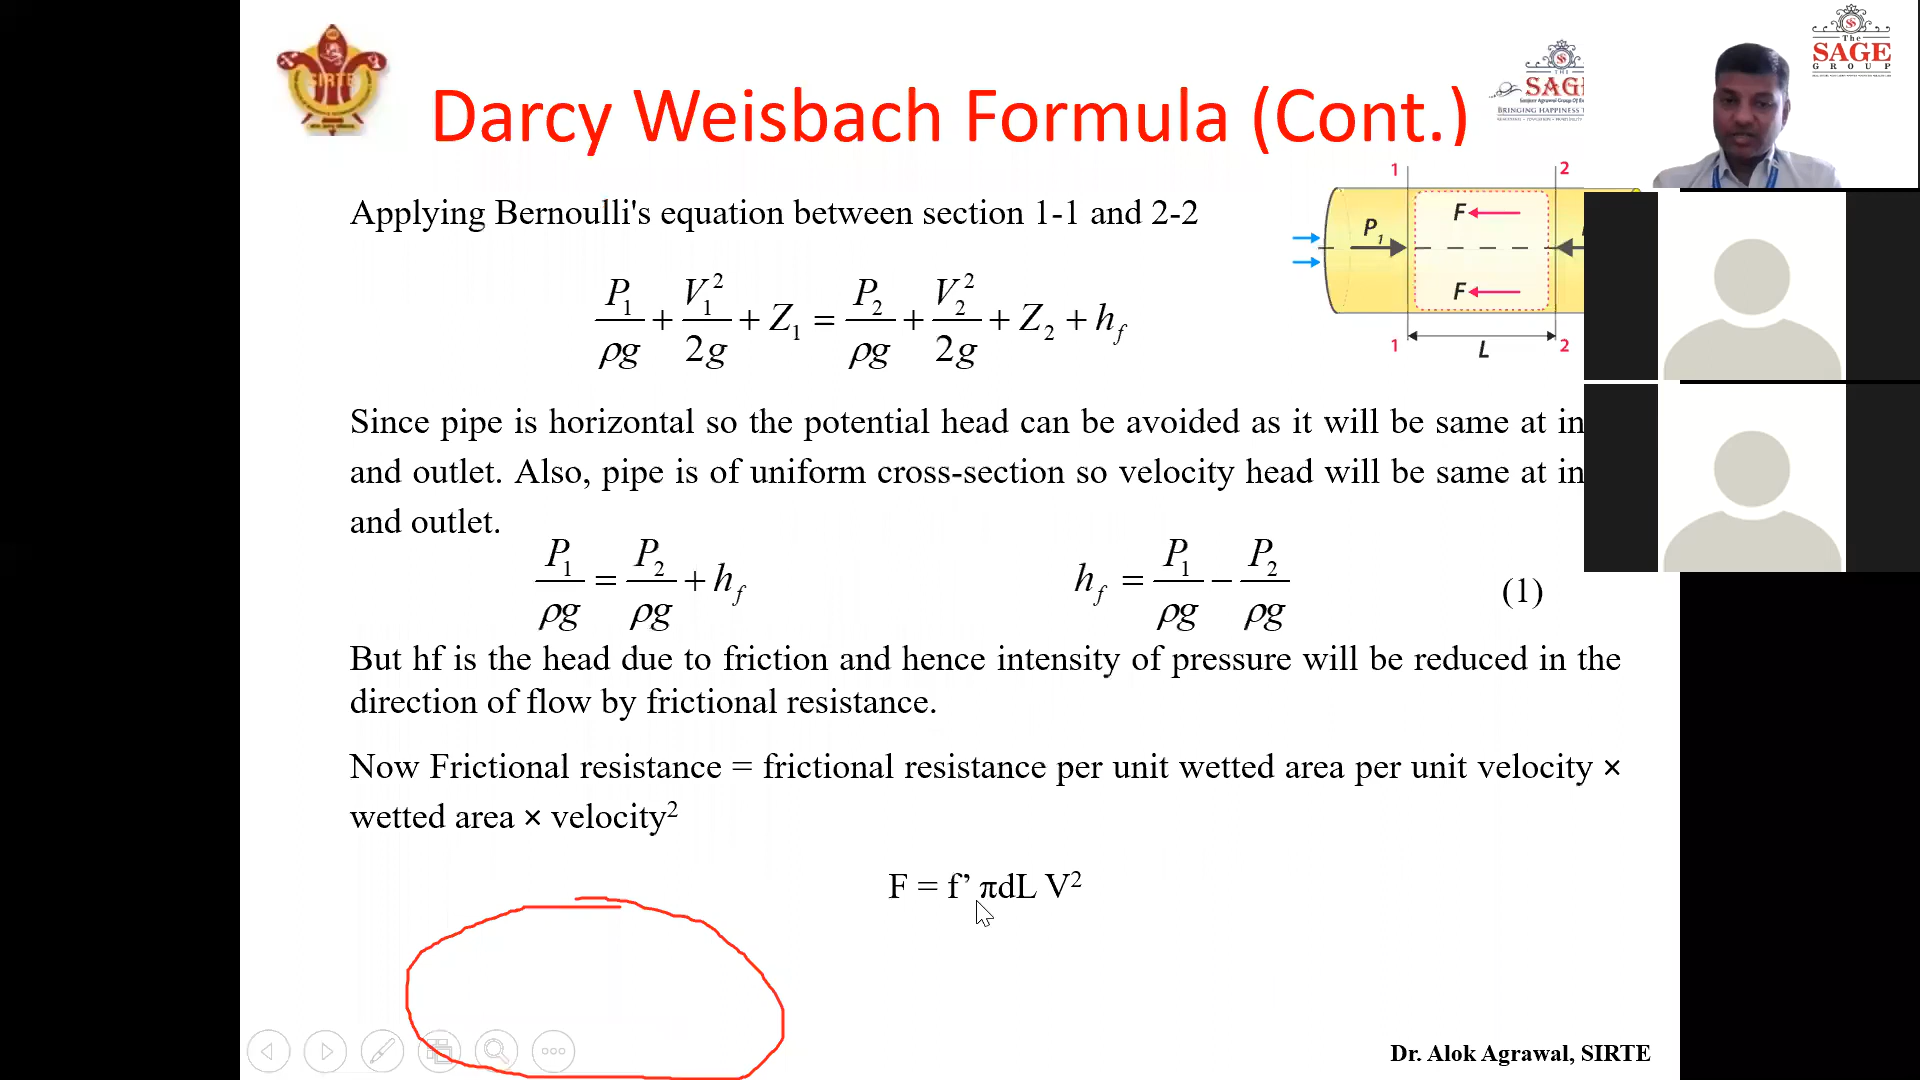 SIRTE
Darcy Weisbach Formula (Cont.)
THE
SAG
BRINGING HAPPINESS T
The
SAGE
GROUP
Applying Bernoulli's equation between section 1-1 and 2-2
1 2
F
P₁
F
1 L 2
P₁/ρg + V₁²/2g + Z₁ = P₂/ρg + V₂²/2g + Z₂ + h_f
Since pipe is horizontal so the potential head can be avoided as it will be same at in
and outlet. Also, pipe is of uniform cross-section so velocity head will be same at in
and outlet.
P₁/ρg = P₂/ρg + h_f h_f = P₁/ρg − P₂/ρg (1)
But hf is the head due to friction and hence intensity of pressure will be reduced in the
direction of flow by frictional resistance.
Now Frictional resistance = frictional resistance per unit wetted area per unit velocity ×
wetted area × velocity²
F = f’ πdL V²
Dr. Alok Agrawal, SIRTE